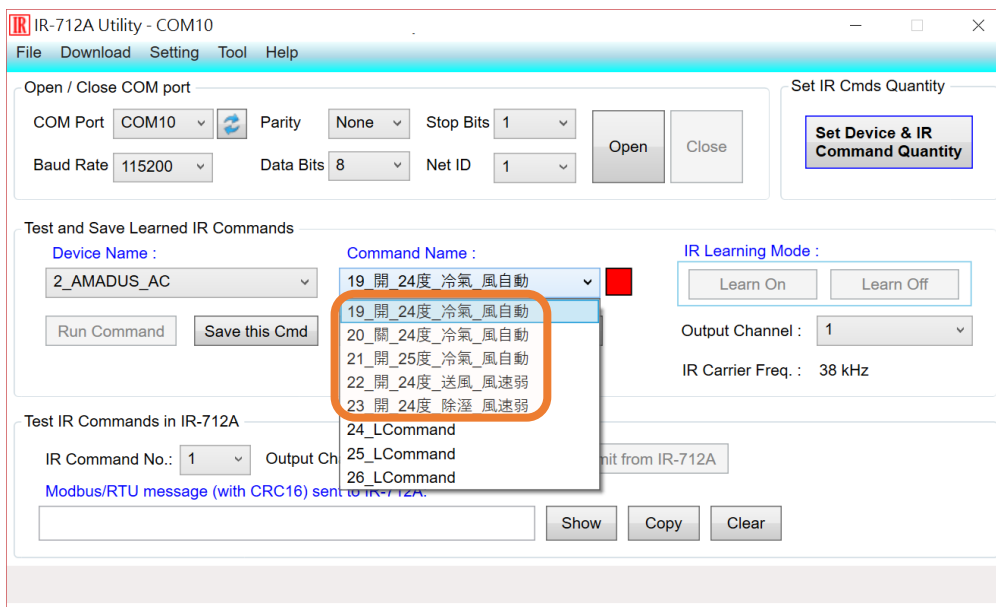 IR IR-712A Utility - COM10
File Download Setting Tool Help
Open / Close COM port
Set IR Cmds Quantity
COM Port COM10 Parity None Stop Bits 1
Open Close
Set Device & IR
Command Quantity
Baud Rate 115200 Data Bits 8 Net ID 1
Test and Save Learned IR Commands
Device Name : Command Name : IR Learning Mode :
2_AMADUS_AC 19_開_24度_冷氣_風自動 Learn On Learn Off
19_開_24度_冷氣_風自動
Run Command Save this Cmd 20_關_24度_冷氣_風自動 Output Channel : 1
21_開_25度_冷氣_風自動
22_開_24度_送風_風速弱 IR Carrier Freq. : 38 kHz
23_開_24度_除溼_風速弱
Test IR Commands in IR-712A
24_LCommand
IR Command No.: 1 Output 25_LCommand from IR-712A
26_LCommand
Modbus/RTU message (with CRC16) sent to IR-712A:
Show Copy Clear